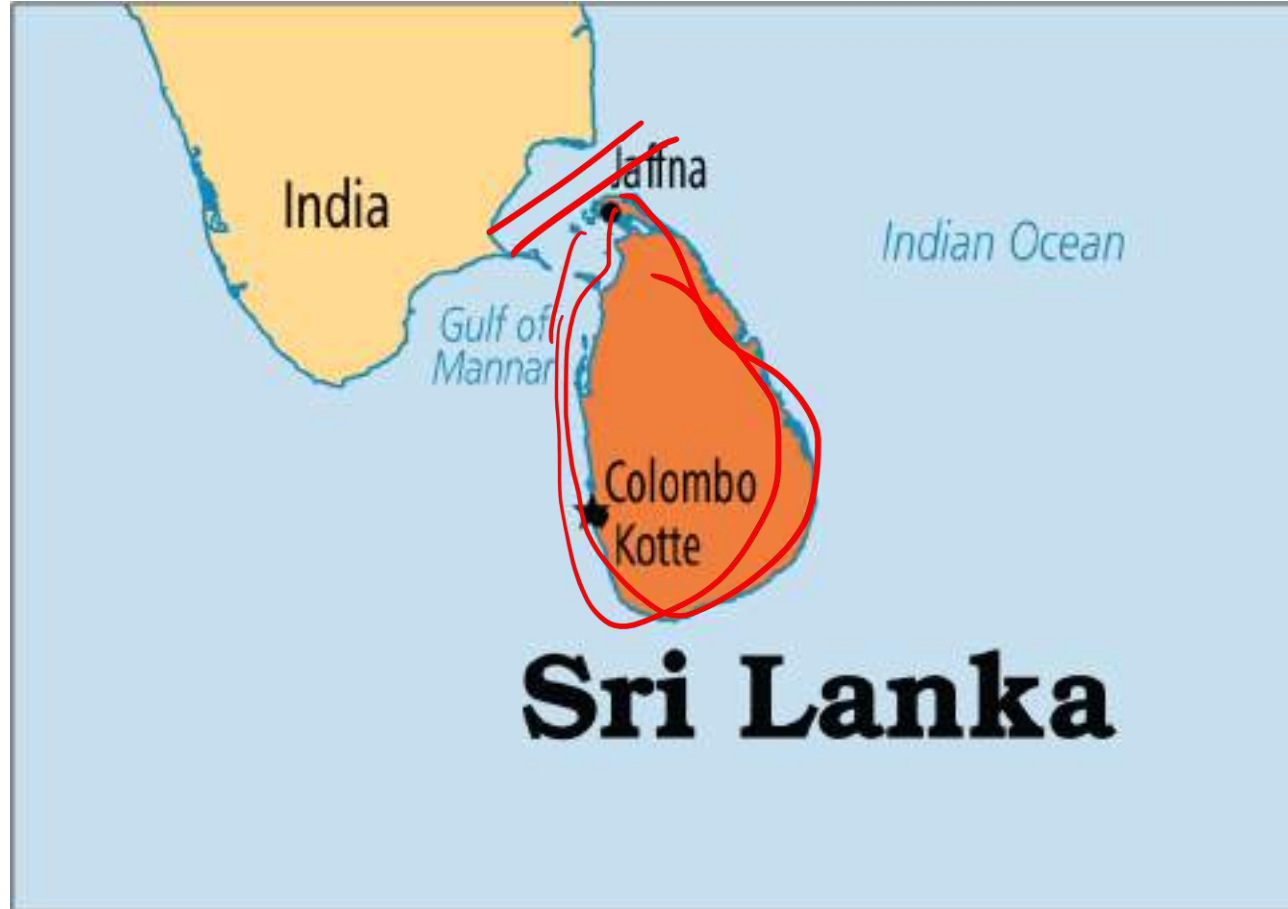 Jaffna
India
Indian Ocean
Gulf of
Mannar
Colombo
Kotte
Sri Lanka